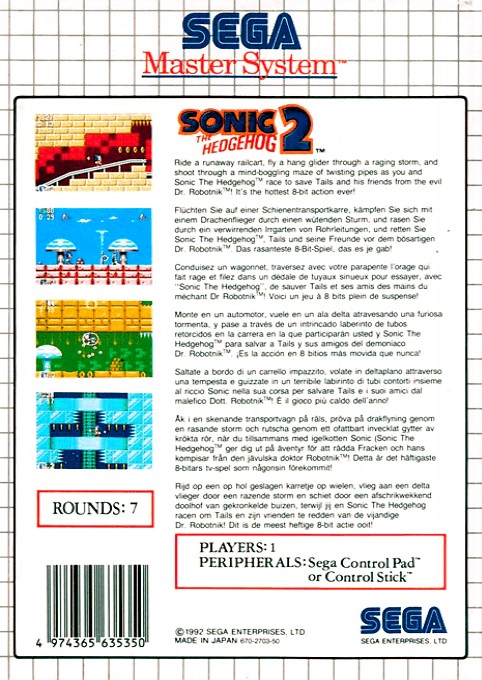 SEGA
Master System™
SONIC
THE
HEDGEHOG 2™
Ride a runaway railcart, fly a hang glider through a raging storm, and
shoot through a mind-boggling maze of twisting pipes as you and
Sonic The Hedgehog™ race to save Tails and his friends from the evil
Dr. Robotnik™! It's the hottest 8-bit action ever!
Flüchten Sie auf einer Schienentransportkarre, kämpfen Sie sich mit
einem Drachenflieger durch einen wütenden Sturm, und rasen Sie
durch ein verwirrenden Irrgarten von Rohrleitungen, und retten Sie
Sonic The Hedgehog™, Tails und seine Freunde vor dem bösartigen
Dr. Robotnik™. Das rasanteste 8-Bit-Spiel, das es je gab!
Conduisez un wagonnet, traversez avec votre parapente l'orage qui
fait rage et filez dans un dédale de tuyaux sinueux pour essayer, avec
"Sonic The Hedgehog", de sauver Tails et ses amis des mains du
méchant Dr Robotnik™! Voici un jeu à 8 bits plein de suspense!
Monte en un automotor, vuele en un ala delta atravesando una furiosa
tormenta, y pase a través de un intrincado laberinto de tubos
retorcidos en la carrera en la que participarán usted y Sonic The
Hedgehog™ para salvar a Tails y sus amigos del demoníaco
Dr. Robotnik™. ¡Es la acción en 8 bitios más movida que nunca!
Saltate a bordo di un carrello impazzito, volate in deltaplano attraverso
una tempesta e guizzate in un terribile labirinto di tubi contorti insieme
al riccio Sonic nella sua corsa per salvare Tails e i suoi amici dal
malefico Dott. Robotnik™! È il gioco più caldo dell'anno!
Åk i en skenande transportvagn på räls, pröva på drakflyning genom
en rasande storm och rutscha genom ett ofattbart invecklat gytter av
krökta rör, när du tillsammans med igelkotten Sonic (Sonic The
Hedgehog™ ger dig ut på äventyr för att rädda Fracken och hans
kompisar från den jävulska doktor Robotnik™! Detta är det häftigaste
8-bitars tv-spel som någonsin förekommit!
Rijd op een op hol geslagen karretje op wielen, vlieg aan een delta
vlieger door een razende storm en schiet door een afschrikwekkend
doolhof van gekronkelde buizen, terwijl jij en Sonic The Hedgehog
racen om Tails en zijn vrienden te redden van de vijandige
Dr. Robotnik! Dit is de meest heftige 8-bit actie ooit!
ROUNDS: 7
PLAYERS: 1
PERIPHERALS: Sega Control Pad™
or Control Stick™
4 974365 635350
©1992 SEGA ENTERPRISES, LTD
MADE IN JAPAN 670-2703-50
SEGA
SEGA ENTERPRISES, LTD